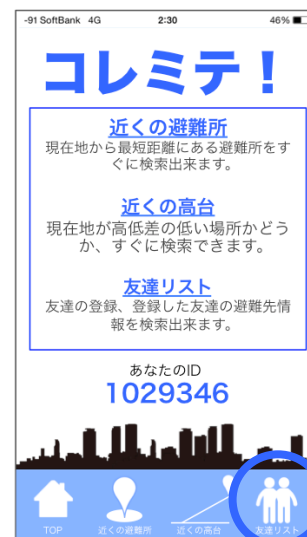 -91 SoftBank 4G 2:30 46%
コレミテ！
近くの避難所
現在地から最短距離にある避難所をす
ぐに検索出来ます。
近くの高台
現在地が高低差の低い場所かどう
か、すぐに検索できます。
友達リスト
友達の登録、登録した友達の避難先情
報を検索出来ます。
あなたのID
1029346
TOP 近くの避難所 近くの高台 友達リスト